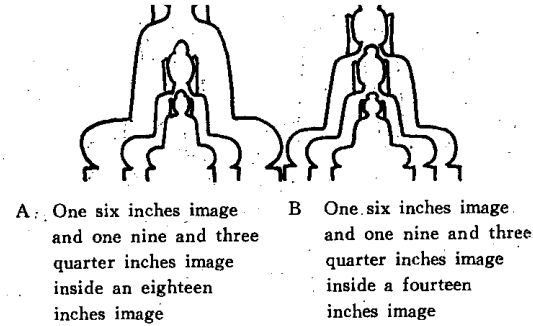 A. One six inches image
and one nine and three
quarter inches image
inside an eighteen
inches image
B One six inches image
and one nine and three
quarter inches image
inside a fourteen
inches image